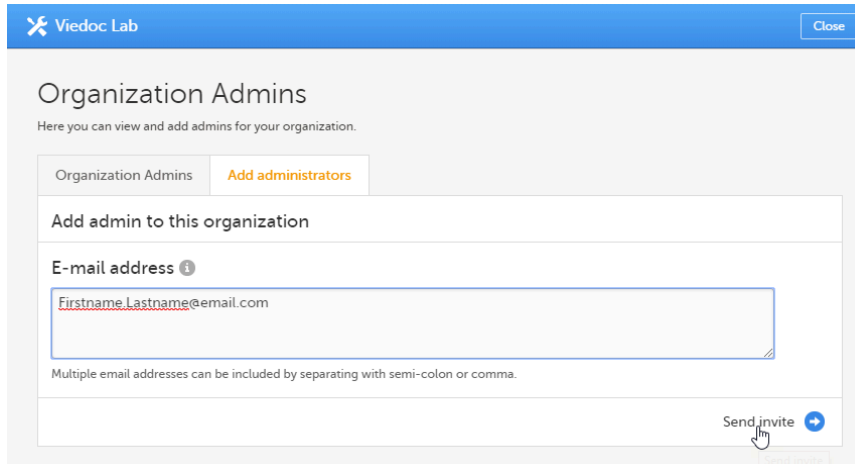 Viedoc Lab
Close
Organization Admins
Here you can view and add admins for your organization.
Organization Admins
Add administrators
Add admin to this organization
E-mail address
Firstname.Lastname@email.com
Multiple email addresses can be included by separating with semi-colon or comma.
Send invite
Send invite